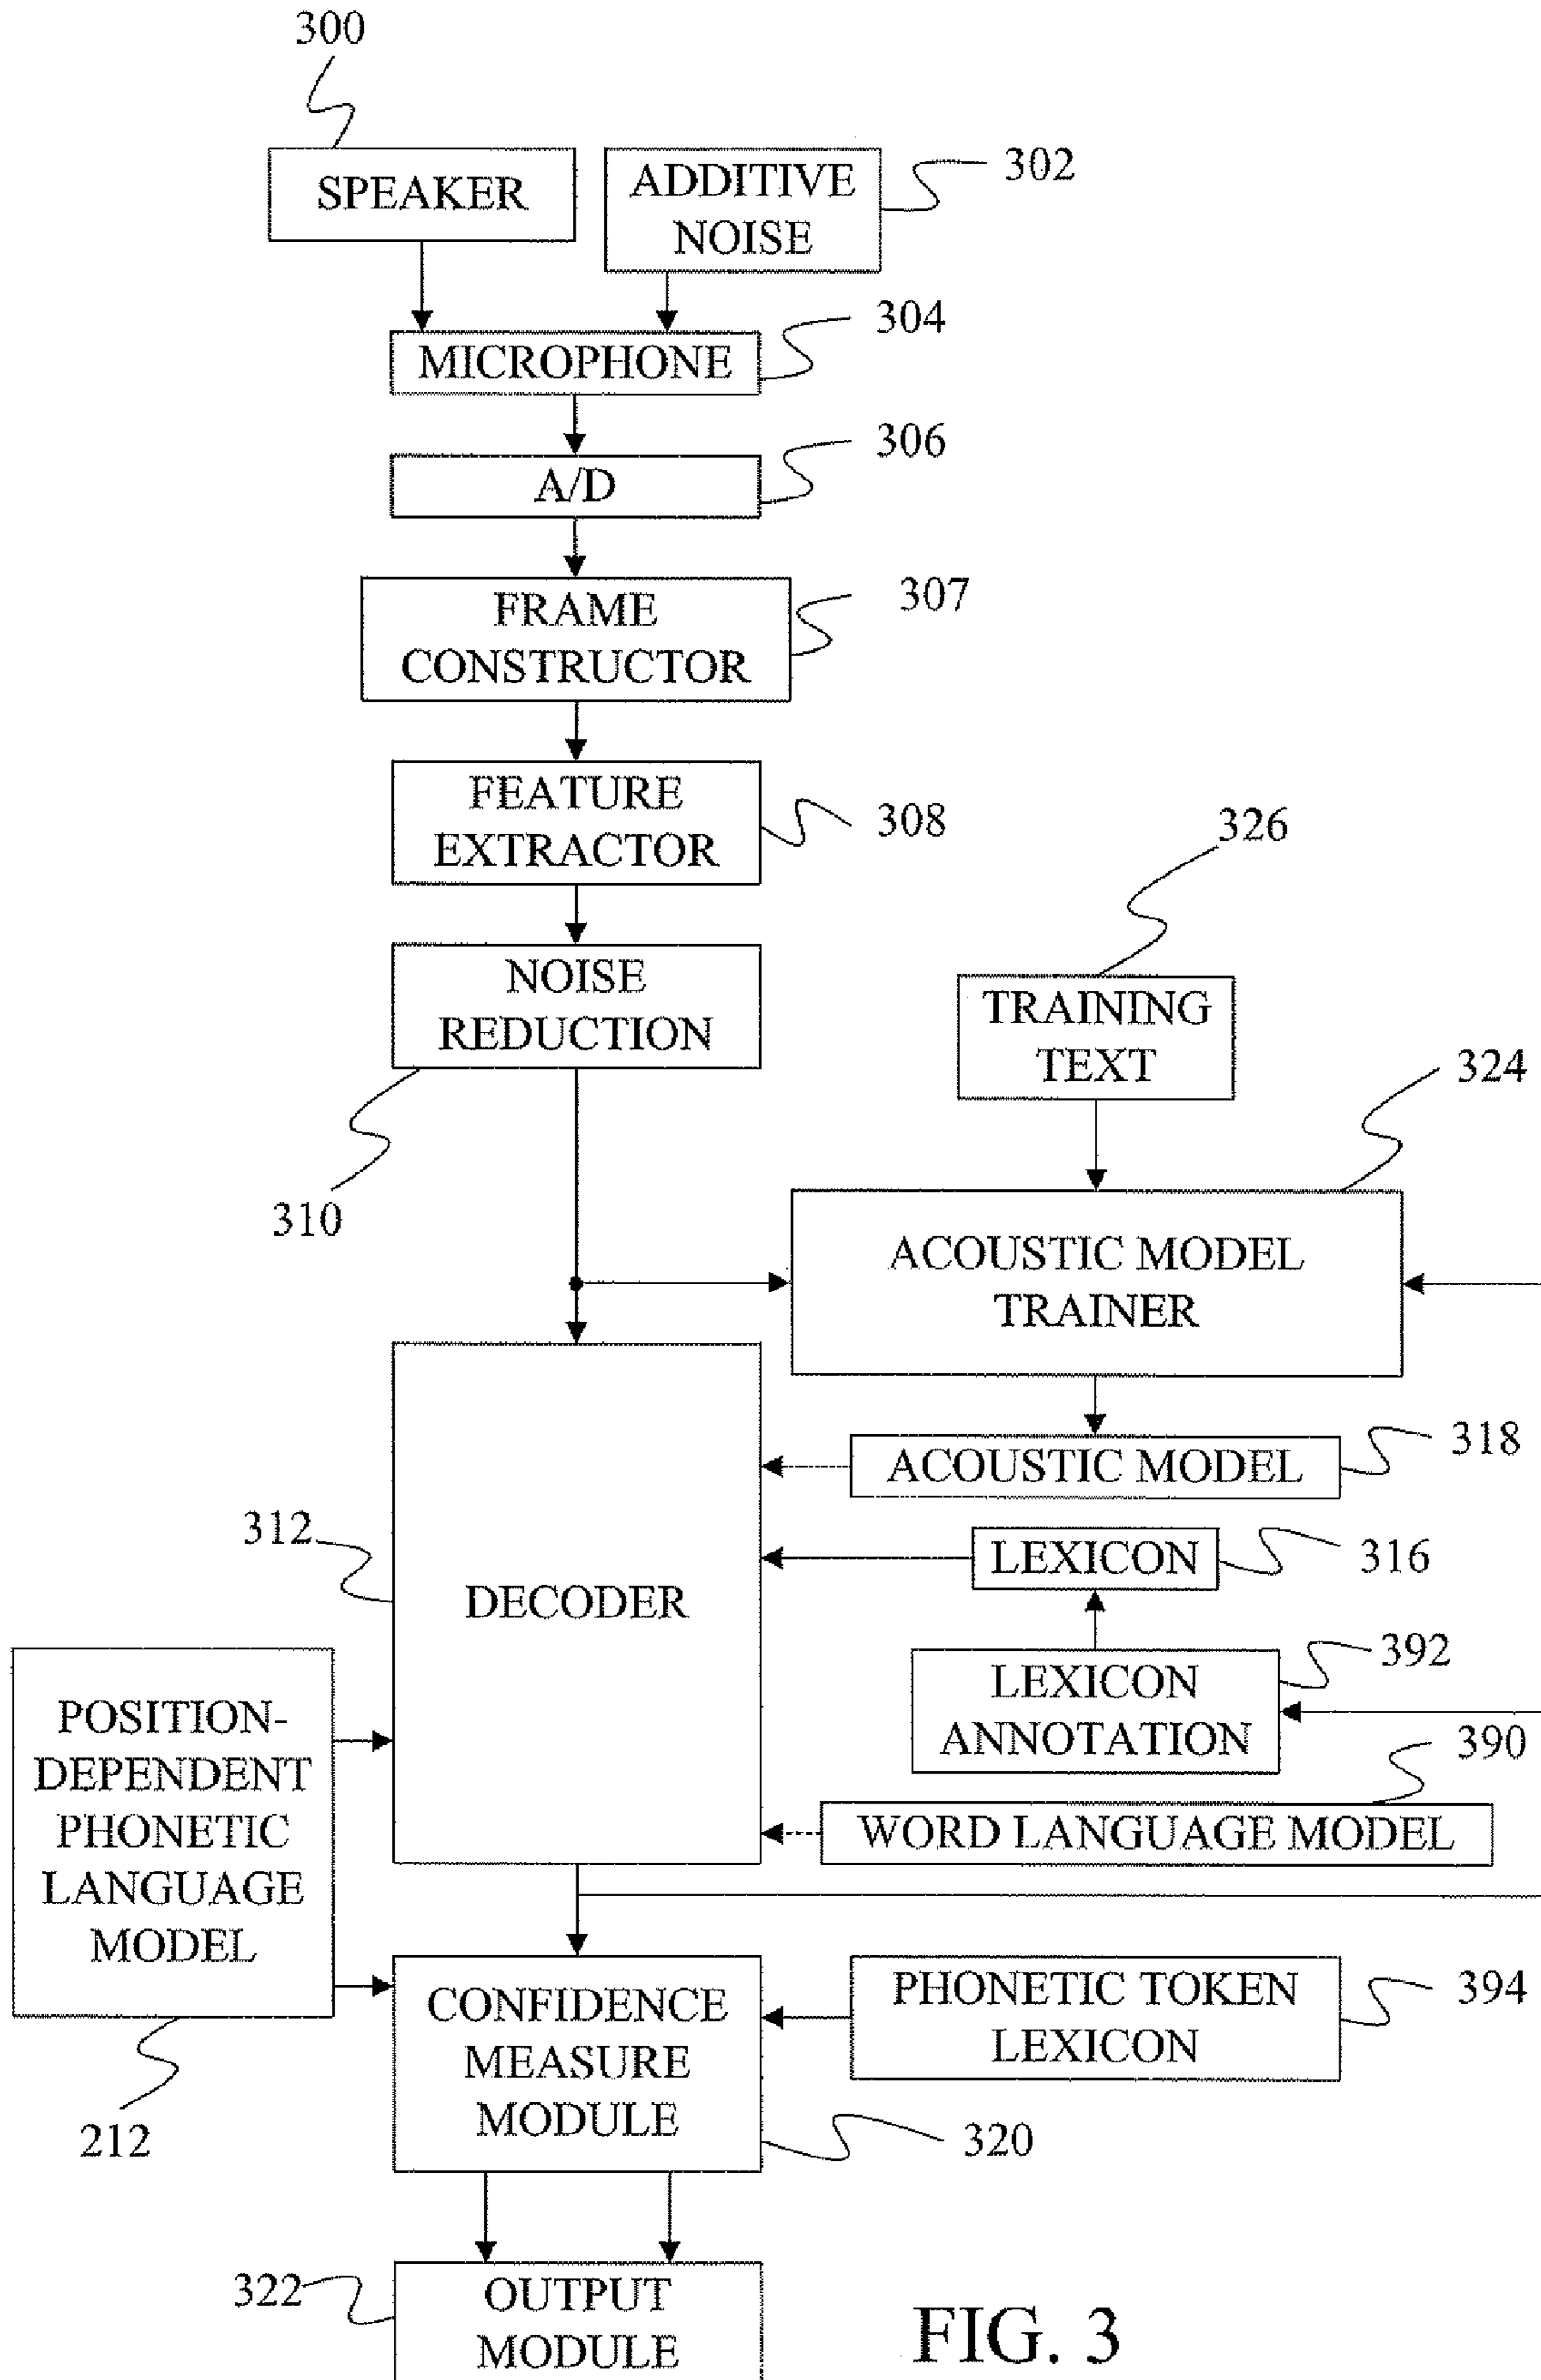 300
SPEAKER
ADDITIVE
NOISE
302
MICROPHONE
304
A/D
306
FRAME
CONSTRUCTOR
307
FEATURE
EXTRACTOR
308
NOISE
REDUCTION
310
326
TRAINING
TEXT
324
ACOUSTIC MODEL
TRAINER
ACOUSTIC MODEL
318
312
DECODER
LEXICON
316
LEXICON
ANNOTATION
392
390
WORD LANGUAGE MODEL
POSITION-
DEPENDENT
PHONETIC
LANGUAGE
MODEL
212
CONFIDENCE
MEASURE
MODULE
320
PHONETIC TOKEN
LEXICON
394
322
OUTPUT
MODULE
FIG. 3